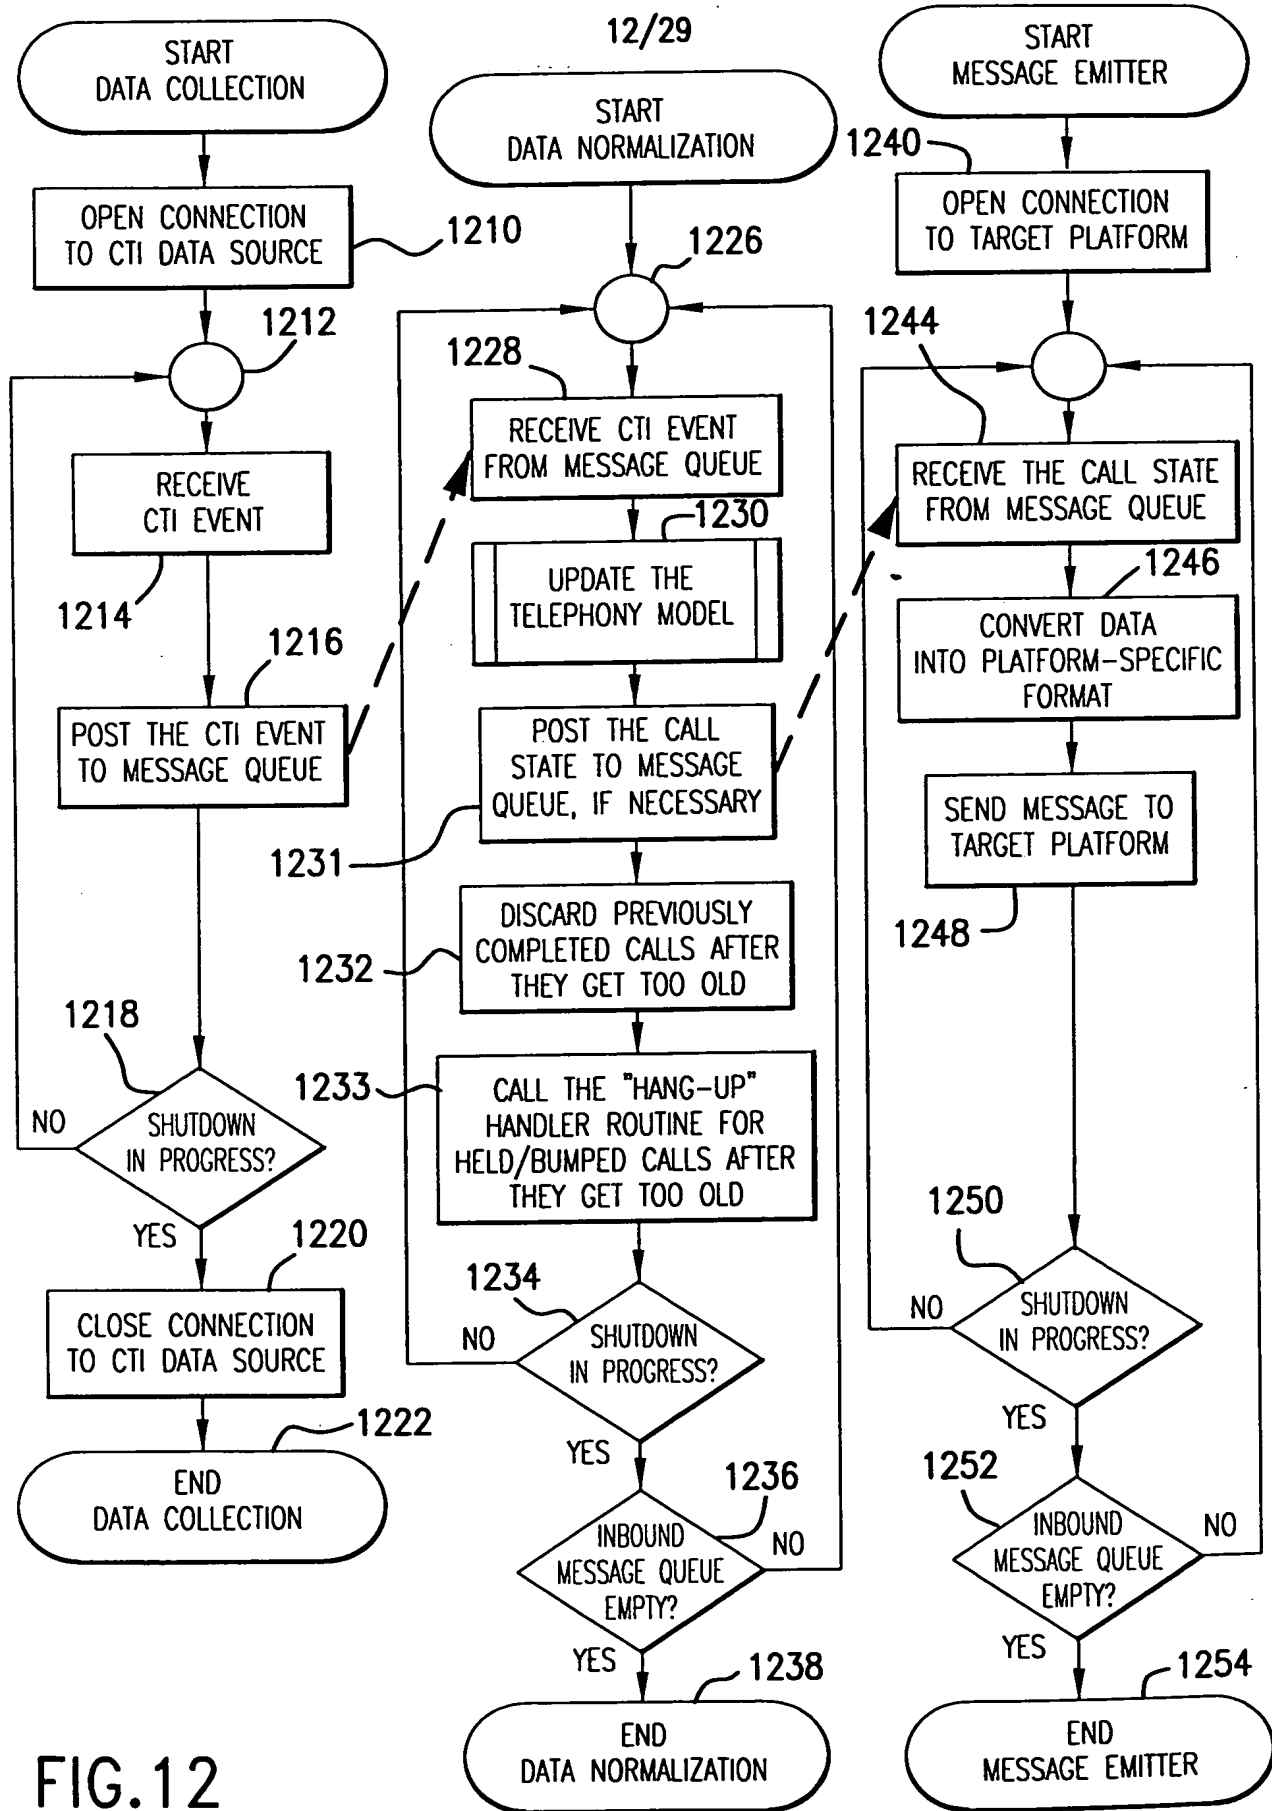 12/29
START
DATA COLLECTION
OPEN CONNECTION
TO CTI DATA SOURCE
1210
1212
RECEIVE
CTI EVENT
1214
1216
POST THE CTI EVENT
TO MESSAGE QUEUE
1218
NO
SHUTDOWN
IN PROGRESS?
YES
1220
CLOSE CONNECTION
TO CTI DATA SOURCE
1222
END
DATA COLLECTION
START
DATA NORMALIZATION
1226
1228
RECEIVE CTI EVENT
FROM MESSAGE QUEUE
1230
UPDATE THE
TELEPHONY MODEL
POST THE CALL
STATE TO MESSAGE
QUEUE, IF NECESSARY
1231
DISCARD PREVIOUSLY
COMPLETED CALLS AFTER
THEY GET TOO OLD
1232
1233
CALL THE "HANG-UP"
HANDLER ROUTINE FOR
HELD/BUMPED CALLS AFTER
THEY GET TOO OLD
1234
NO
SHUTDOWN
IN PROGRESS?
YES
1236
INBOUND
MESSAGE QUEUE
EMPTY?
NO
YES
1238
END
DATA NORMALIZATION
START
MESSAGE EMITTER
1240
OPEN CONNECTION
TO TARGET PLATFORM
1244
RECEIVE THE CALL STATE
FROM MESSAGE QUEUE
1246
CONVERT DATA
INTO PLATFORM-SPECIFIC
FORMAT
SEND MESSAGE TO
TARGET PLATFORM
1248
1250
NO
SHUTDOWN
IN PROGRESS?
YES
1252
INBOUND
MESSAGE QUEUE
EMPTY?
NO
YES
1254
END
MESSAGE EMITTER
FIG.12